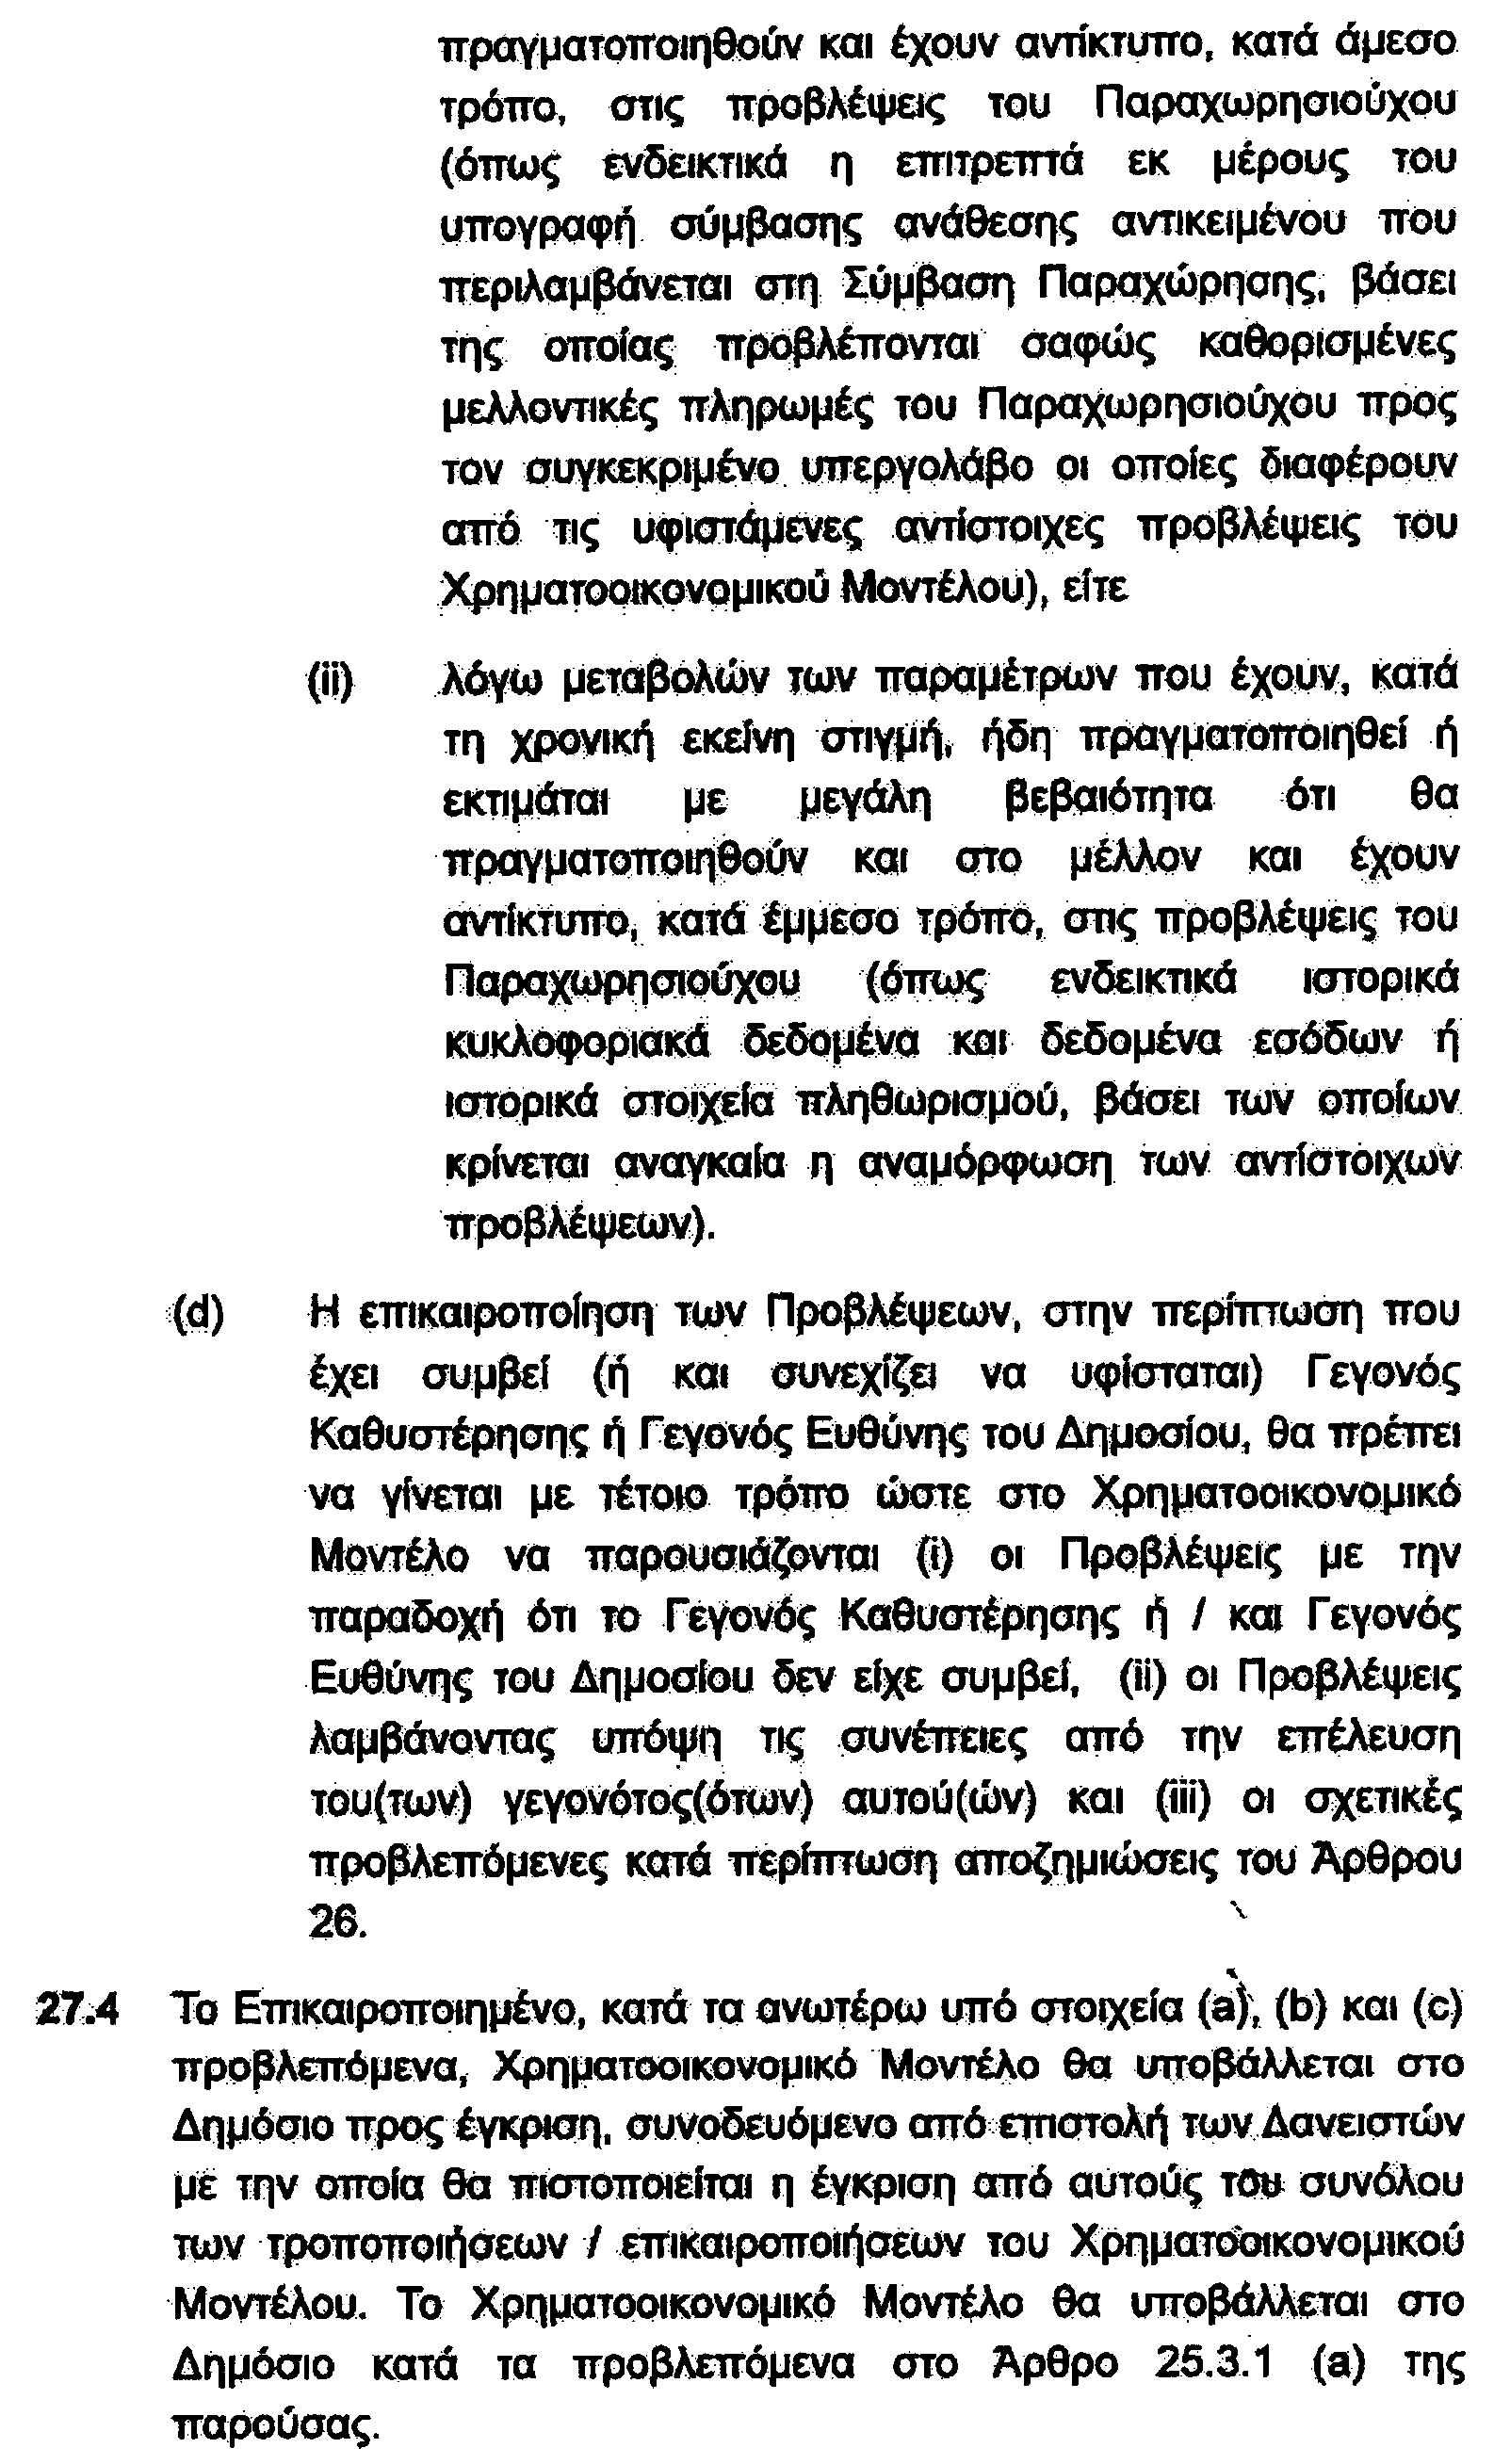 πραγματοποιηθούν και έχουν αντίκτυπο, κατά άμεσο
τρόπο, στις προβλέψεις του Παραχωρησιούχου
(όπως ενδεικτικά η επιτρεπτά εκ μέρους του
υπογραφή σύμβασης ανάθεσης αντικειμένου που
περιλαμβάνεται στη Σύμβαση Παραχώρησης, βάσει
της οποίας προβλέπονται σαφώς καθορισμένες
μελλοντικές πληρωμές του Παραχωρησιούχου προς
τον συγκεκριμένο υπεργολάβο οι οποίες διαφέρουν
από τις υφιστάμενες αντίστοιχες προβλέψεις του
Χρηματοοικονομικού Μοντέλου), είτε
(ii) λόγω μεταβολών των παραμέτρων που έχουν, κατά
τη χρονική εκείνη στιγμή, ήδη πραγματοποιηθεί ή
εκτιμάται με μεγάλη βεβαιότητα ότι θα
πραγματοποιηθούν και στο μέλλον και έχουν
αντίκτυπο, κατά έμμεσο τρόπο, στις προβλέψεις του
Παραχωρησιούχου (όπως ενδεικτικά ιστορικά
κυκλοφοριακά δεδομένα και δεδομένα εσόδων ή
ιστορικά στοιχεία πληθωρισμού, βάσει των οποίων
κρίνεται αναγκαία η αναμόρφωση των αντίστοιχων
προβλέψεων).
(d) Η επικαιροποίηση των Προβλέψεων, στην περίπτωση που
έχει συμβεί (ή και συνεχίζει να υφίσταται) Γεγονός
Καθυστέρησης ή Γεγονός Ευθύνης του Δημοσίου, θα πρέπει
να γίνεται με τέτοιο τρόπο ώστε στο Χρηματοοικονομικό
Μοντέλο να παρουσιάζονται (i) οι Προβλέψεις με την
παραδοχή ότι το Γεγονός Καθυστέρησης ή / και Γεγονός
Ευθύνης του Δημοσίου δεν είχε συμβεί, (ii) οι Προβλέψεις
λαμβάνοντας υπόψη τις συνέπειες από την επέλευση
του(των) γεγονότος(ότων) αυτού(ών) και (iii) οι σχετικές
προβλεπόμενες κατά περίπτωση αποζημιώσεις του Άρθρου
26.
27.4 Το Επικαιροποιημένο, κατά τα ανωτέρω υπό στοιχεία (a), (b) και (c)
προβλεπόμενα, Χρηματοοικονομικό Μοντέλο θα υποβάλλεται στο
Δημόσιο προς έγκριση, συνοδευόμενο από επιστολή των Δανειστών
με την οποία θα πιστοποιείται η έγκριση από αυτούς του συνόλου
των τροποποιήσεων / επικαιροποιήσεων του Χρηματοοικονομικού
Μοντέλου. Το Χρηματοοικονομικό Μοντέλο θα υποβάλλεται στο
Δημόσιο κατά τα προβλεπόμενα στο Άρθρο 25.3.1 (a) της
παρούσας.